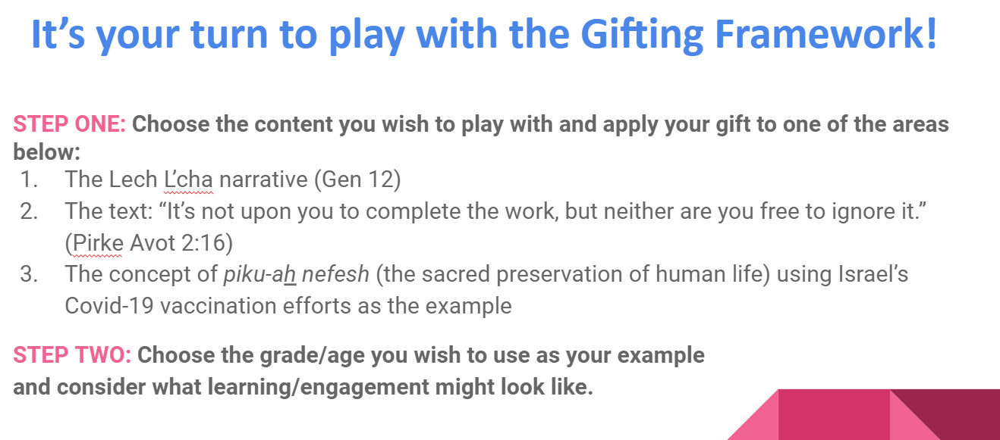 It’s your turn to play with the Gifting Framework!
STEP ONE: Choose the content you wish to play with and apply your gift to one of the areas
below:
1. The Lech L’cha narrative (Gen 12)
2. The text: “It’s not upon you to complete the work, but neither are you free to ignore it.”
(Pirke Avot 2:16)
3. The concept of piku-ah nefesh (the sacred preservation of human life) using Israel’s
Covid-19 vaccination efforts as the example
STEP TWO: Choose the grade/age you wish to use as your example
and consider what learning/engagement might look like.